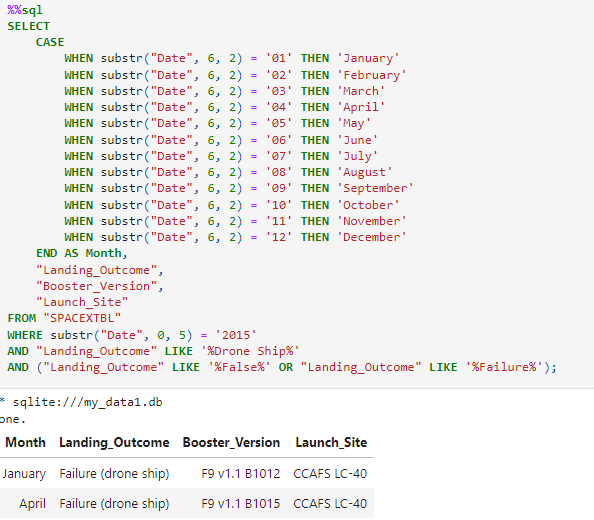 %%sql
SELECT
CASE
WHEN substr("Date", 6, 2) = '01' THEN 'January'
WHEN substr("Date", 6, 2) = '02' THEN 'February'
WHEN substr("Date", 6, 2) = '03' THEN 'March'
WHEN substr("Date", 6, 2) = '04' THEN 'April'
WHEN substr("Date", 6, 2) = '05' THEN 'May'
WHEN substr("Date", 6, 2) = '06' THEN 'June'
WHEN substr("Date", 6, 2) = '07' THEN 'July'
WHEN substr("Date", 6, 2) = '08' THEN 'August'
WHEN substr("Date", 6, 2) = '09' THEN 'September'
WHEN substr("Date", 6, 2) = '10' THEN 'October'
WHEN substr("Date", 6, 2) = '11' THEN 'November'
WHEN substr("Date", 6, 2) = '12' THEN 'December'
END AS Month,
"Landing_Outcome",
"Booster_Version",
"Launch_Site"
FROM "SPACEXTBL"
WHERE substr("Date", 0, 5) = '2015'
AND "Landing_Outcome" LIKE '%Drone Ship%'
AND ("Landing_Outcome" LIKE '%False%' OR "Landing_Outcome" LIKE '%Failure%');
* sqlite:///my_data1.db
one.
Month Landing_Outcome Booster_Version Launch_Site
January Failure (drone ship) F9 v1.1 B1012 CCAFS LC-40
April Failure (drone ship) F9 v1.1 B1015 CCAFS LC-40